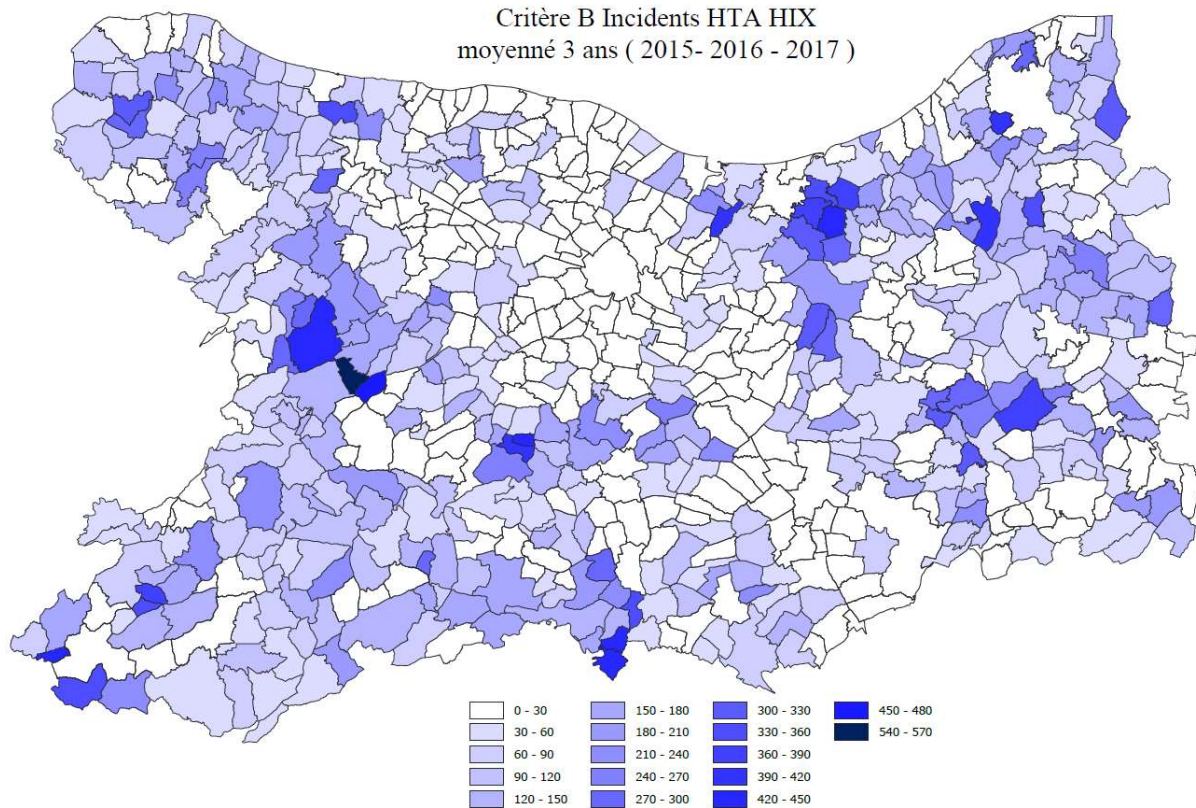 Critère B Incidents HTA HIX
moyenné 3 ans ( 2015- 2016 - 2017 )
0 - 30
30 - 60
60 - 90
90 - 120
120 - 150
150 - 180
180 - 210
210 - 240
240 - 270
270 - 300
300 - 330
330 - 360
360 - 390
390 - 420
420 - 450
450 - 480
540 - 570